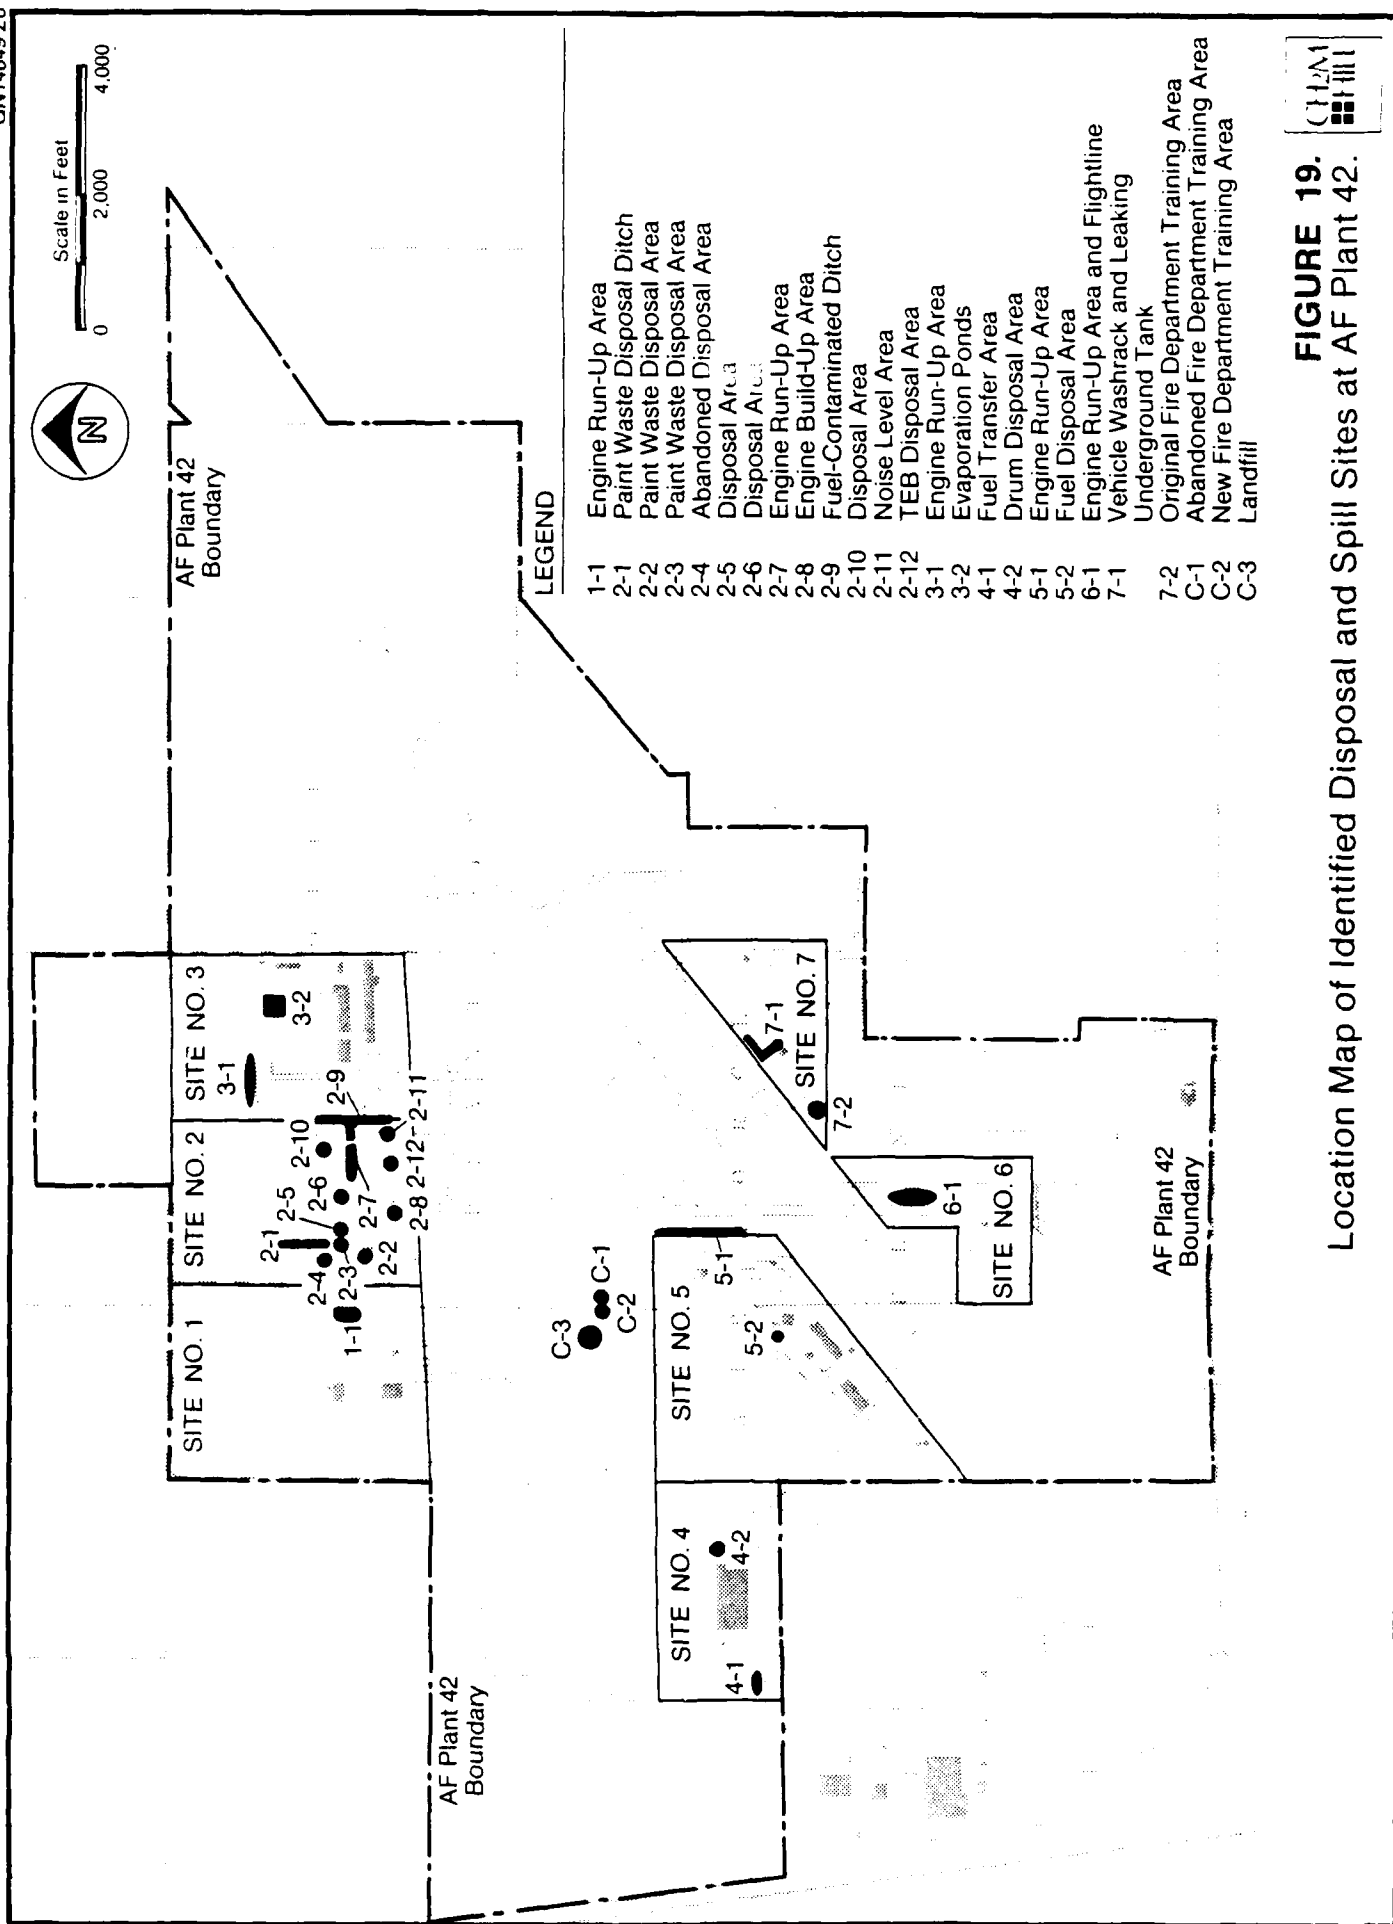 Scale in Feet
0 2,000 4,000
N
AF Plant 42
Boundary
SITE NO. 1
SITE NO. 2
SITE NO. 3
3-1
3-2
2-1
2-5
2-6
2-10
2-9
2-4
2-3
2-2
2-7
2-8
2-12
2-11
1-1
C-3
C-2
C-1
AF Plant 42
Boundary
SITE NO. 4
4-1
4-2
SITE NO. 5
5-1
5-2
SITE NO. 6
6-1
SITE NO. 7
7-1
7-2
AF Plant 42
Boundary
LEGEND
1-1 Engine Run-Up Area
2-1 Paint Waste Disposal Ditch
2-2 Paint Waste Disposal Area
2-3 Paint Waste Disposal Area
2-4 Abandoned Disposal Area
2-5 Disposal Area
2-6 Disposal Area
2-7 Engine Run-Up Area
2-8 Engine Build-Up Area
2-9 Fuel-Contaminated Ditch
2-10 Disposal Area
2-11 Noise Level Area
2-12 TEB Disposal Area
3-1 Engine Run-Up Area
3-2 Evaporation Ponds
4-1 Fuel Transfer Area
4-2 Drum Disposal Area
5-1 Engine Run-Up Area
5-2 Fuel Disposal Area
6-1 Engine Run-Up Area and Flightline
7-1 Vehicle Washrack and Leaking
Underground Tank
7-2 Original Fire Department Training Area
C-1 Abandoned Fire Department Training Area
C-2 New Fire Department Training Area
C-3 Landfill
FIGURE 19.
Location Map of Identified Disposal and Spill Sites at AF Plant 42.
CH2M
HILL